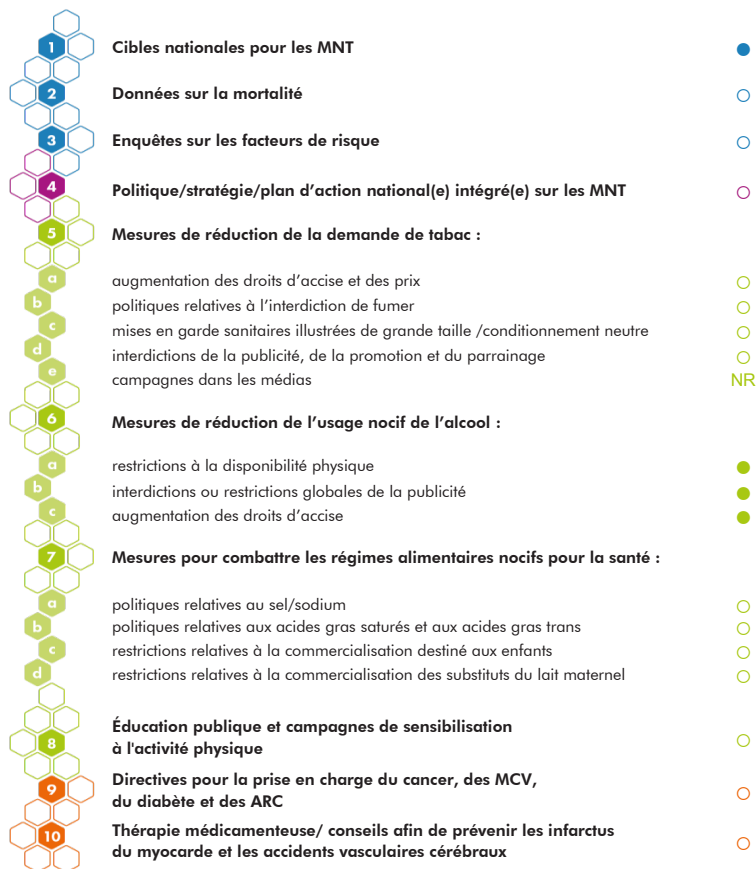 1 Cibles nationales pour les MNT ●
2 Données sur la mortalité ○
3 Enquêtes sur les facteurs de risque ○
4 Politique/stratégie/plan d’action national(e) intégré(e) sur les MNT ○
5 Mesures de réduction de la demande de tabac :
a augmentation des droits d’accise et des prix ○
b politiques relatives à l’interdiction de fumer ○
c mises en garde sanitaires illustrées de grande taille /conditionnement neutre ○
d interdictions de la publicité, de la promotion et du parrainage ○
e campagnes dans les médias NR
6 Mesures de réduction de l’usage nocif de l’alcool :
a restrictions à la disponibilité physique ●
b interdictions ou restrictions globales de la publicité ●
c augmentation des droits d’accise ●
7 Mesures pour combattre les régimes alimentaires nocifs pour la santé :
a politiques relatives au sel/sodium ○
b politiques relatives aux acides gras saturés et aux acides gras trans ○
c restrictions relatives à la commercialisation destiné aux enfants ○
d restrictions relatives à la commercialisation des substituts du lait maternel ○
8 Éducation publique et campagnes de sensibilisation
à l'activité physique ○
9 Directives pour la prise en charge du cancer, des MCV,
du diabète et des ARC ○
10 Thérapie médicamenteuse/ conseils afin de prévenir les infarctus
du myocarde et les accidents vasculaires cérébraux ○